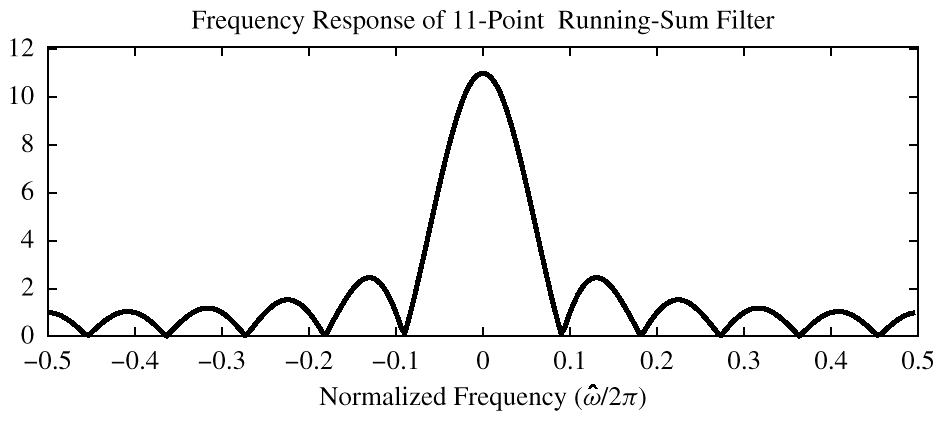 Frequency Response of 11-Point Running-Sum Filter
12
10
8
6
4
2
0
−0.5 −0.4 −0.3 −0.2 −0.1 0 0.1 0.2 0.3 0.4 0.5
Normalized Frequency (ω̂/2π)